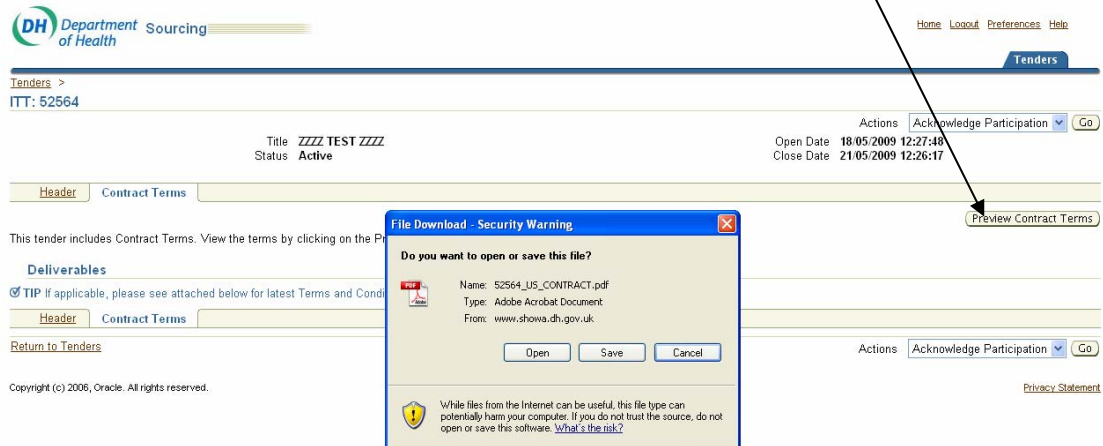 DH Department of Health Sourcing
Home Logout Preferences Help
Tenders
Tenders >
ITT: 52564
Actions Acknowledge Participation Go
Title ZZZZ TEST ZZZZ
Open Date 18/05/2009 12:27:48
Status Active
Close Date 21/05/2009 12:26:17
Header Contract Terms
Preview Contract Terms
This tender includes Contract Terms. View the terms by clicking on the
Deliverables
TIP If applicable, please see attached below for latest Terms and
Header Contract Terms
Return to Tenders
Actions Acknowledge Participation Go
Copyright (c) 2006, Oracle. All rights reserved.
Privacy Statement
File Download - Security Warning
Do you want to open or save this file?
PDF
Adobe
Name: 52564_US_CONTRACT.pdf
Type: Adobe Acrobat Document
From: www.showa.dh.gov.uk
Open Save Cancel
While files from the Internet can be useful, this file type can
potentially harm your computer. If you do not trust the source, do not
open or save this software. What's the risk?